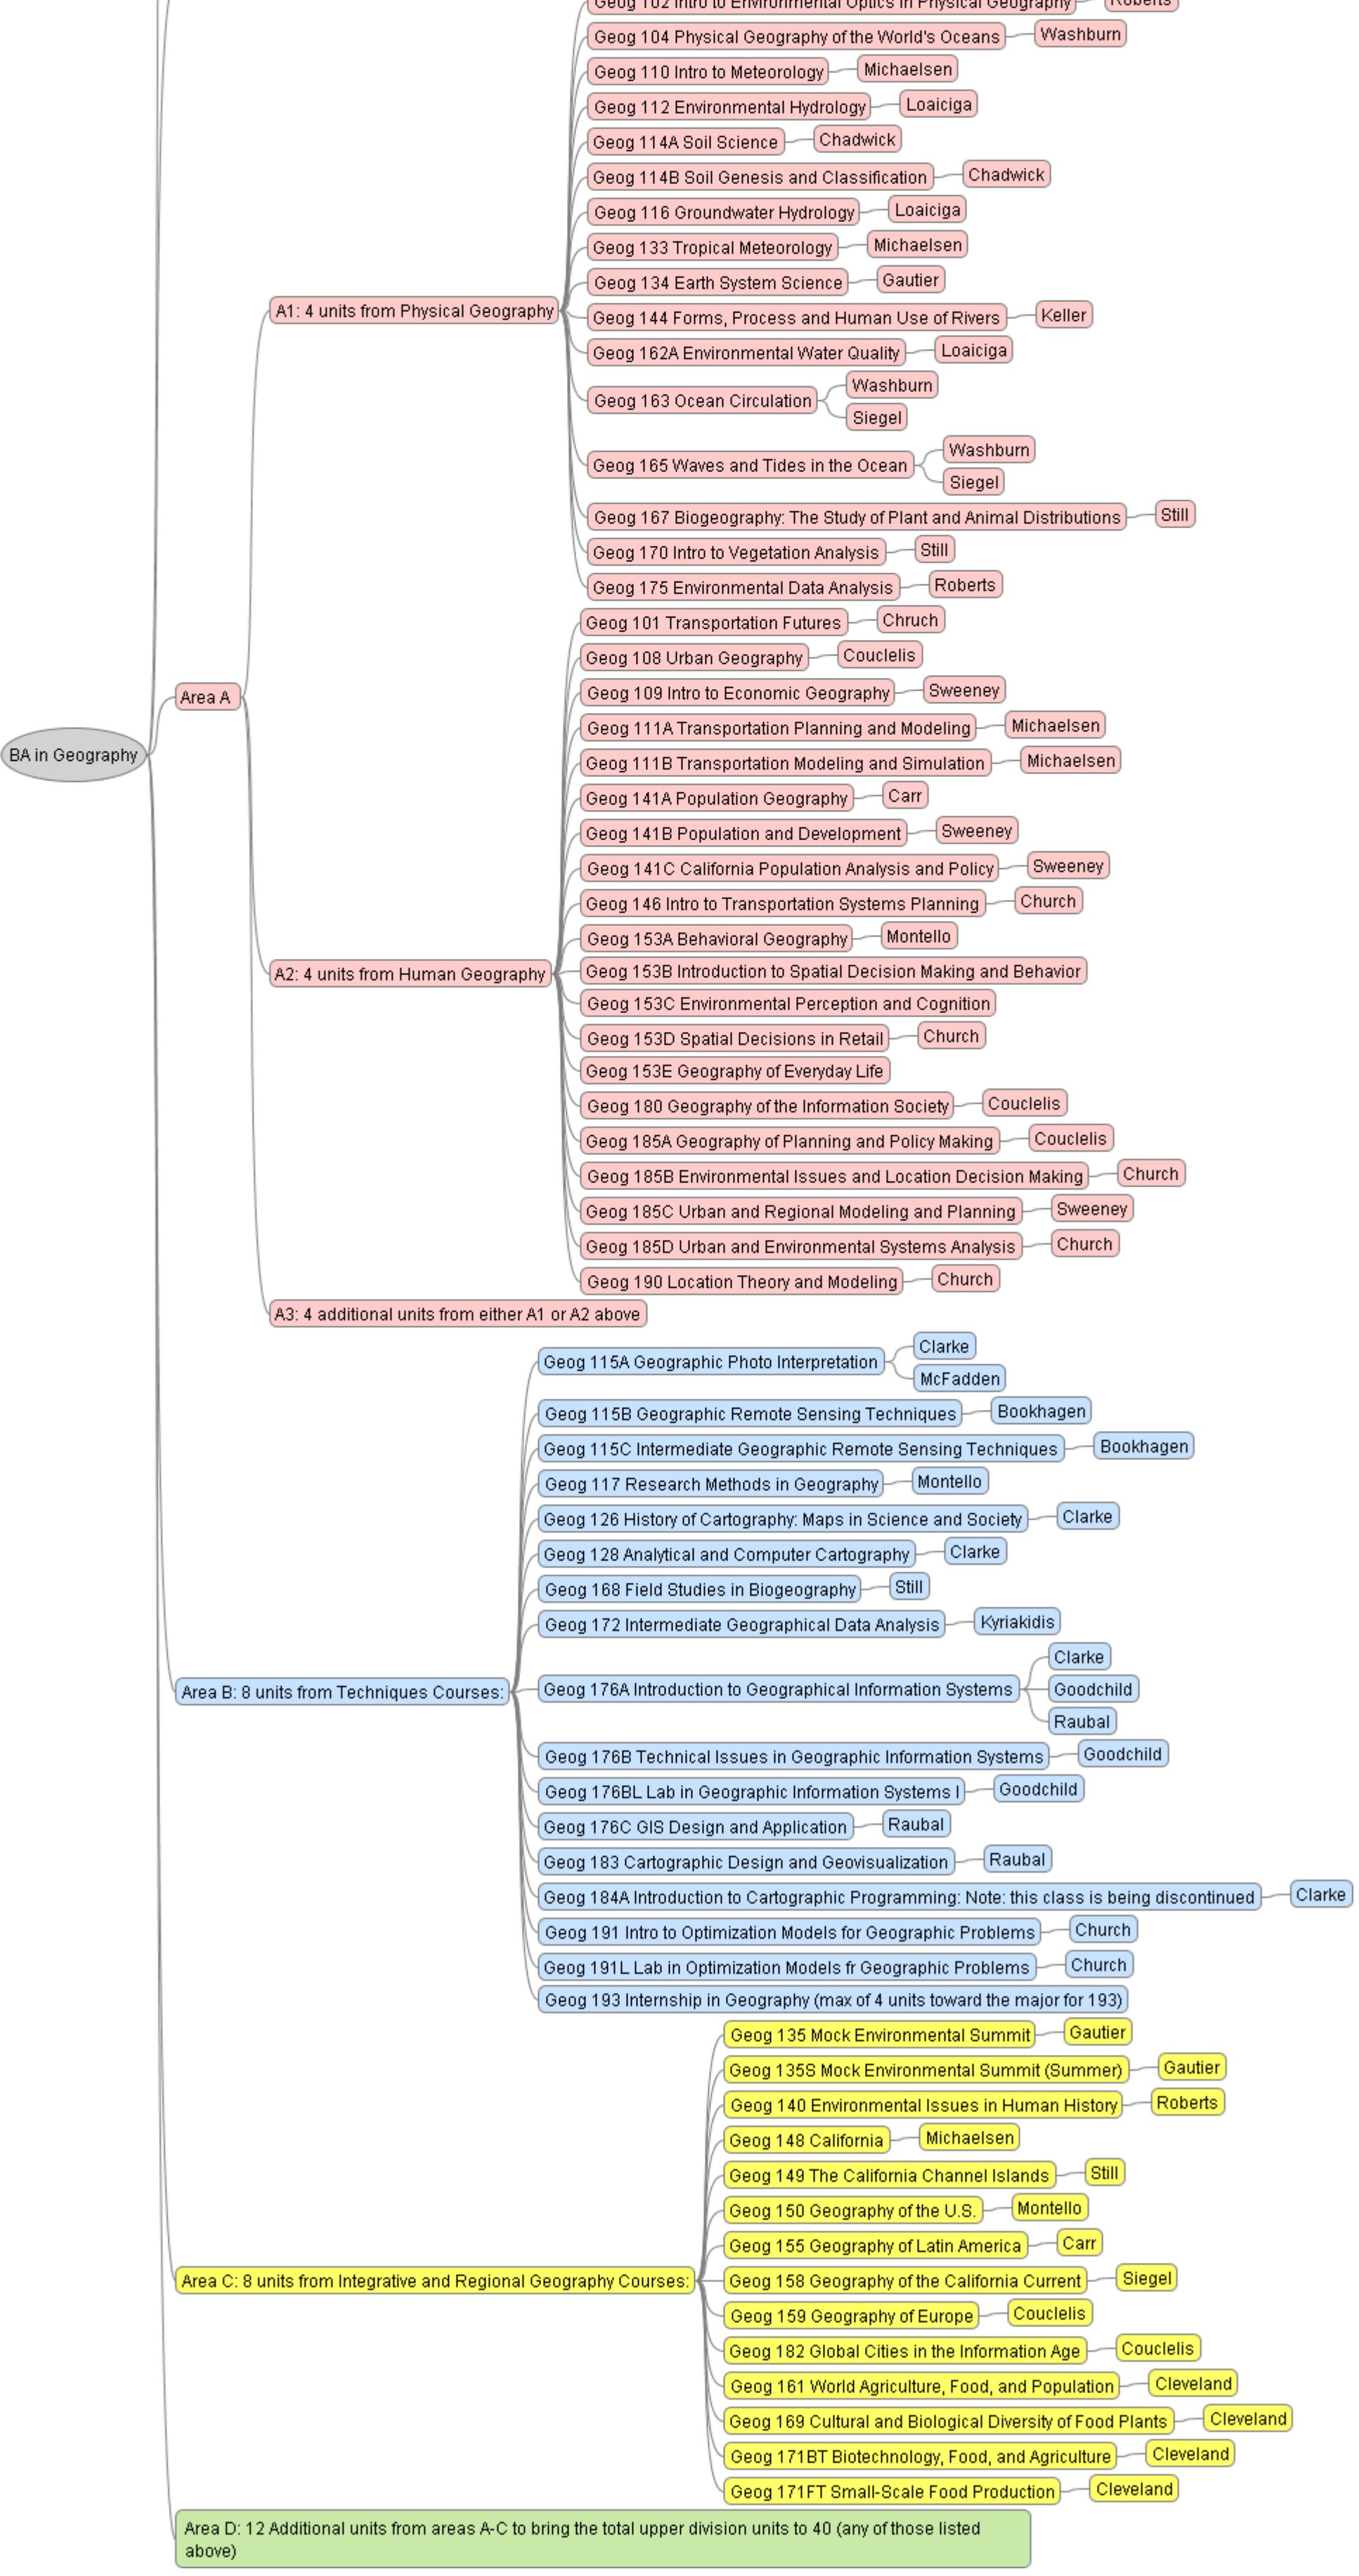 Geog 102 Intro to Environmental Optics in Physical Geography Roberts
Geog 104 Physical Geography of the World's Oceans Washburn
Geog 110 Intro to Meteorology Michaelsen
Geog 112 Environmental Hydrology Loaiciga
Geog 114A Soil Science Chadwick
Geog 114B Soil Genesis and Classification Chadwick
Geog 116 Groundwater Hydrology Loaiciga
Geog 133 Tropical Meteorology Michaelsen
Geog 134 Earth System Science Gautier
A1: 4 units from Physical Geography
Geog 144 Forms, Process and Human Use of Rivers Keller
Geog 162A Environmental Water Quality Loaiciga
Geog 163 Ocean Circulation
Washburn
Siegel
Geog 165 Waves and Tides in the Ocean
Washburn
Siegel
Geog 167 Biogeography: The Study of Plant and Animal Distributions Still
Geog 170 Intro to Vegetation Analysis Still
Geog 175 Environmental Data Analysis Roberts
Geog 101 Transportation Futures Chruch
Geog 108 Urban Geography Couclelis
Area A
Geog 109 Intro to Economic Geography Sweeney
Geog 111A Transportation Planning and Modeling Michaelsen
BA in Geography
Geog 111B Transportation Modeling and Simulation Michaelsen
Geog 141A Population Geography Carr
Geog 141B Population and Development Sweeney
Geog 141C California Population Analysis and Policy Sweeney
Geog 146 Intro to Transportation Systems Planning Church
Geog 153A Behavioral Geography Montello
A2: 4 units from Human Geography
Geog 153B Introduction to Spatial Decision Making and Behavior
Geog 153C Environmental Perception and Cognition
Geog 153D Spatial Decisions in Retail Church
Geog 153E Geography of Everyday Life
Geog 180 Geography of the Information Society Couclelis
Geog 185A Geography of Planning and Policy Making Couclelis
Geog 185B Environmental Issues and Location Decision Making Church
Geog 185C Urban and Regional Modeling and Planning Sweeney
Geog 185D Urban and Environmental Systems Analysis Church
Geog 190 Location Theory and Modeling Church
A3: 4 additional units from either A1 or A2 above
Geog 115A Geographic Photo Interpretation
Clarke
McFadden
Geog 115B Geographic Remote Sensing Techniques Bookhagen
Geog 115C Intermediate Geographic Remote Sensing Techniques Bookhagen
Geog 117 Research Methods in Geography Montello
Geog 126 History of Cartography: Maps in Science and Society Clarke
Geog 128 Analytical and Computer Cartography Clarke
Geog 168 Field Studies in Biogeography Still
Geog 172 Intermediate Geographical Data Analysis Kyriakidis
Area B: 8 units from Techniques Courses:
Geog 176A Introduction to Geographical Information Systems
Clarke
Goodchild
Raubal
Geog 176B Technical Issues in Geographic Information Systems Goodchild
Geog 176BL Lab in Geographic Information Systems I Goodchild
Geog 176C GIS Design and Application Raubal
Geog 183 Cartographic Design and Geovisualization Raubal
Geog 184A Introduction to Cartographic Programming: Note: this class is being discontinued Clarke
Geog 191 Intro to Optimization Models for Geographic Problems Church
Geog 191L Lab in Optimization Models fr Geographic Problems Church
Geog 193 Internship in Geography (max of 4 units toward the major for 193)
Geog 135 Mock Environmental Summit Gautier
Geog 135S Mock Environmental Summit (Summer) Gautier
Geog 140 Environmental Issues in Human History Roberts
Geog 148 California Michaelsen
Geog 149 The California Channel Islands Still
Geog 150 Geography of the U.S. Montello
Geog 155 Geography of Latin America Carr
Area C: 8 units from Integrative and Regional Geography Courses:
Geog 158 Geography of the California Current Siegel
Geog 159 Geography of Europe Couclelis
Geog 182 Global Cities in the Information Age Couclelis
Geog 161 World Agriculture, Food, and Population Cleveland
Geog 169 Cultural and Biological Diversity of Food Plants Cleveland
Geog 171BT Biotechnology, Food, and Agriculture Cleveland
Geog 171FT Small-Scale Food Production Cleveland
Area D: 12 Additional units from areas A-C to bring the total upper division units to 40 (any of those listed
above)